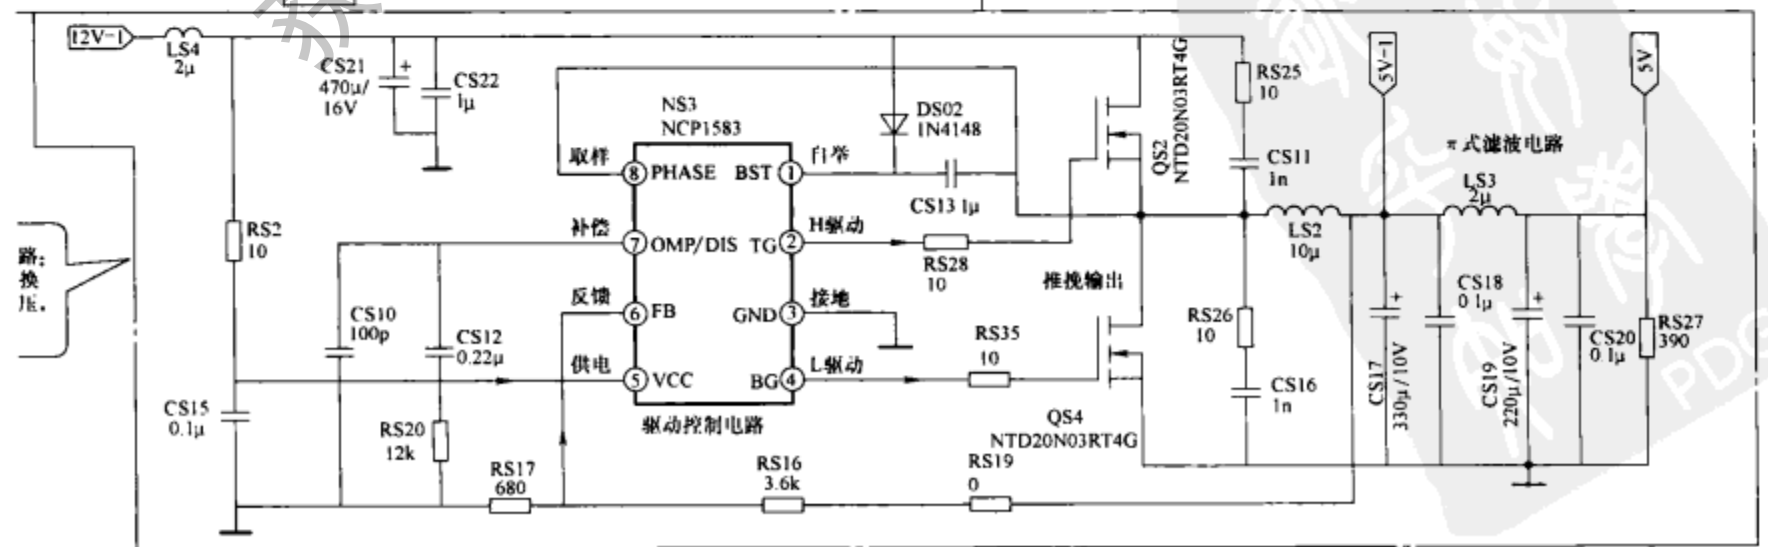 12V-1
LS4
2μ
CS21
470μ/
16V
CS22
1μ
NS3
NCP1583
DS02
1N4148
QS2
NTD20N03RT4G
RS25
10
5V-1
5V
取样
⑧ PHASE
BST ①
自举
CS11
1n
π式滤波电路
LS3
2μ
CS13 1μ
RS2
10
补偿
⑦ OMP/DIS
TG ②
H驱动
RS28
10
LS2
10μ
推挽输出
路;
换
压.
反馈
⑥ FB
GND ③
接地
CS10
100p
CS12
0.22μ
RS35
10
RS26
10
CS18
0.1μ
CS17
330μ/10V
CS19
220μ/10V
CS20
0.1μ
RS27
390
供电
⑤ VCC
BG ④
L驱动
CS15
0.1μ
RS20
12k
驱动控制电路
QS4
NTD20N03RT4G
CS16
1n
RS17
680
RS16
3.6k
RS19
0
PDG